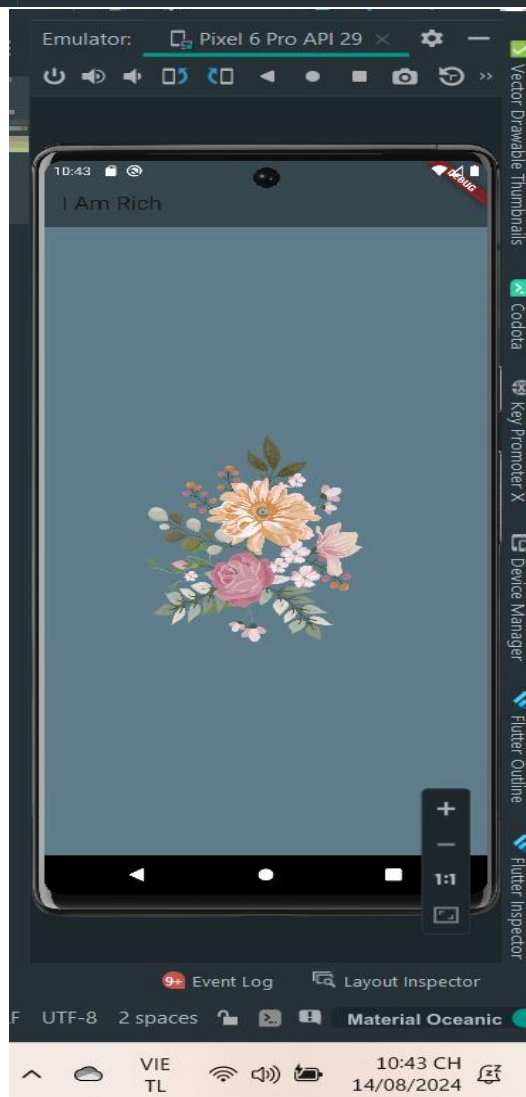 Emulator: Pixel 6 Pro API 29
10:43
DEBUG
I Am Rich
Vector Drawable Thumbnails
Codota
Key Promoter X
Device Manager
Flutter Outline
Flutter Inspector
1:1
9+ Event Log Layout Inspector
F UTF-8 2 spaces Material Oceanic
VIE 10:43 CH
TL 14/08/2024